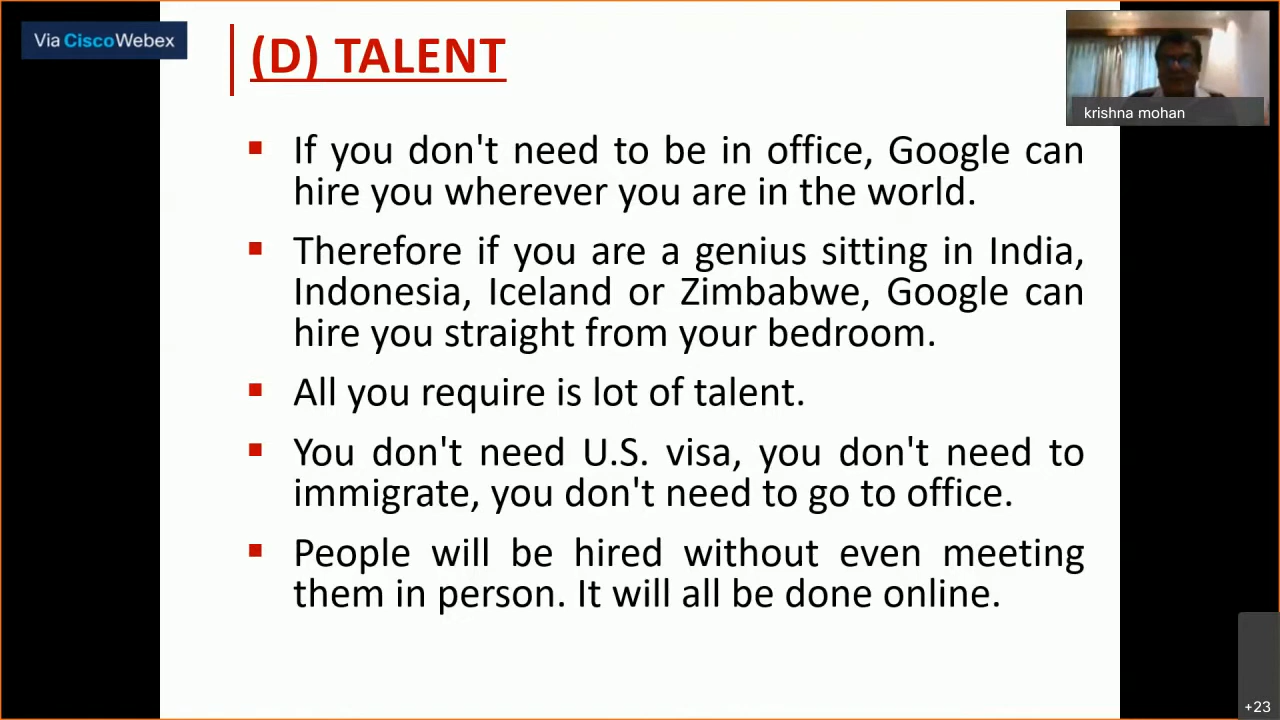 Via CiscoWebex
(D) TALENT
krishna mohan
▪ If you don't need to be in office, Google can
hire you wherever you are in the world.
▪ Therefore if you are a genius sitting in India,
Indonesia, Iceland or Zimbabwe, Google can
hire you straight from your bedroom.
▪ All you require is lot of talent.
▪ You don't need U.S. visa, you don't need to
immigrate, you don't need to go to office.
▪ People will be hired without even meeting
them in person. It will all be done online.
+23